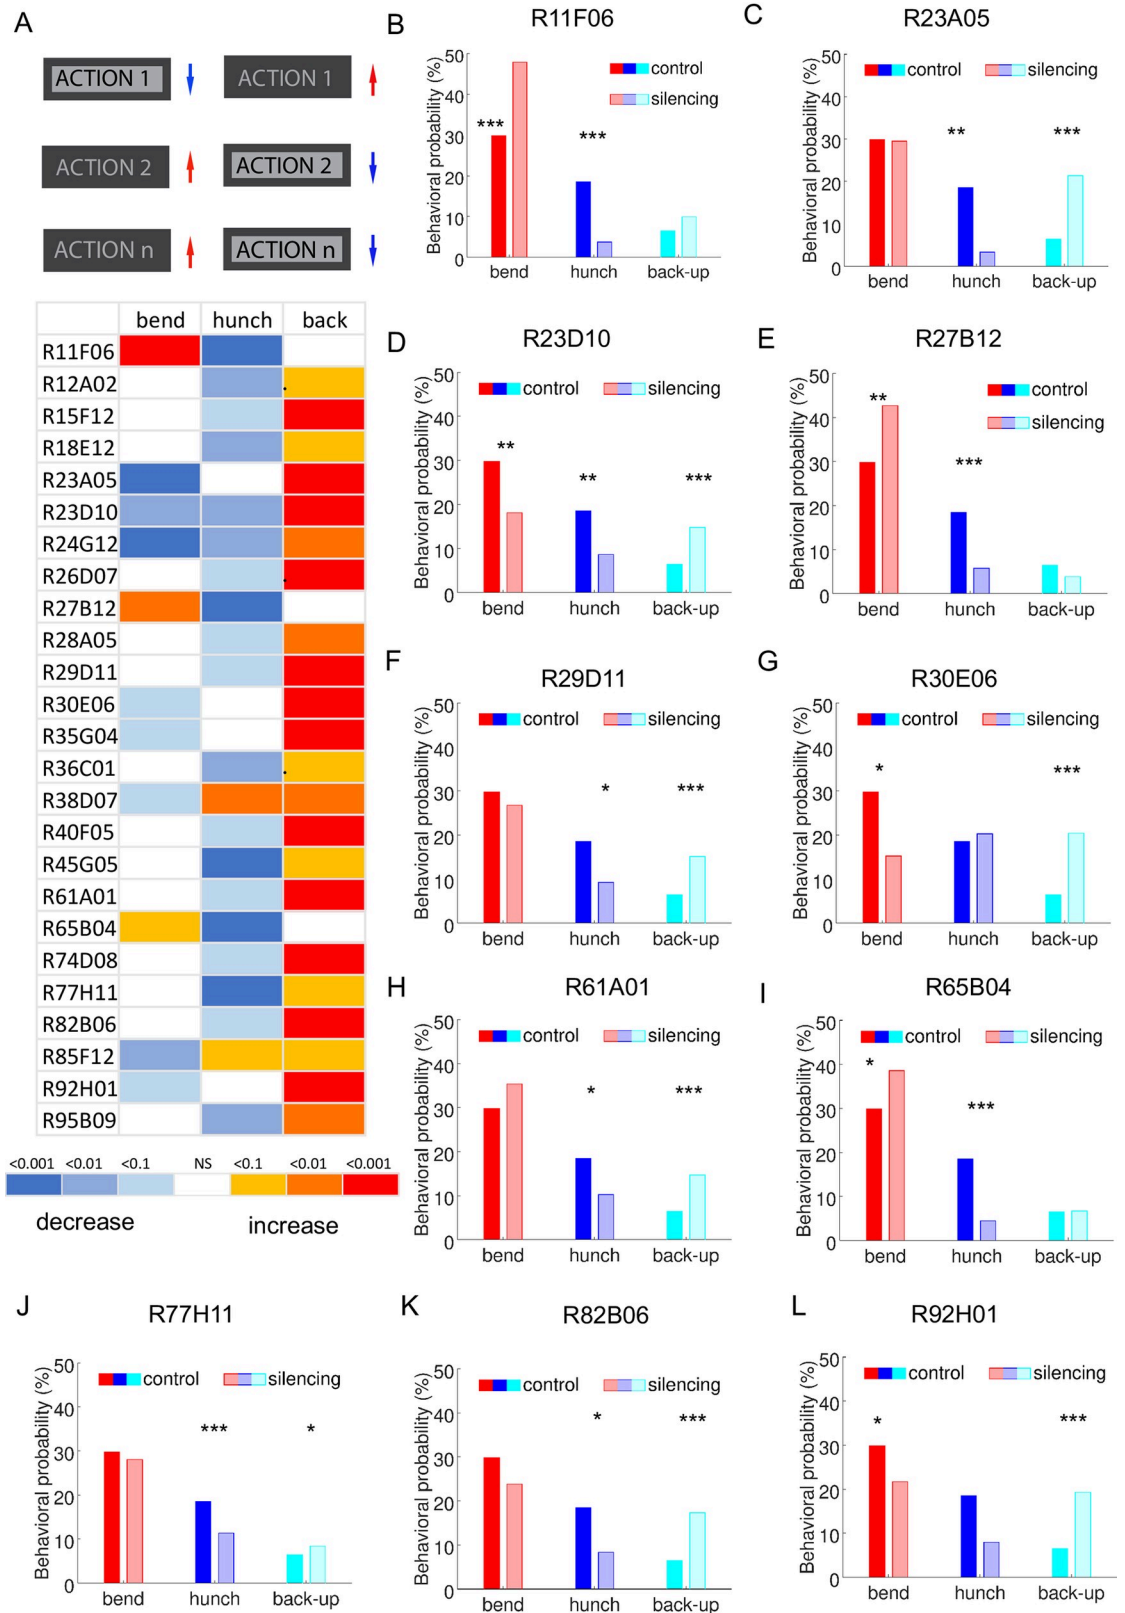 A
ACTION 1
ACTION 1
ACTION 2
ACTION 2
ACTION n
ACTION n
bend hunch back
R11F06
R12A02
R15F12
R18E12
R23A05
R23D10
R24G12
R26D07
R27B12
R28A05
R29D11
R30E06
R35G04
R36C01
R38D07
R40F05
R45G05
R61A01
R65B04
R74D08
R77H11
R82B06
R85F12
R92H01
R95B09
<0.001 <0.01 <0.1 NS <0.1 <0.01 <0.001
decrease increase
B
R11F06
Behavioral probability (%)
50
40
30
20
10
0
control
silencing
*** ***
bend hunch back-up
C
R23A05
Behavioral probability (%)
50
40
30
20
10
0
control silencing
** ***
bend hunch back-up
D
R23D10
Behavioral probability (%)
50
40
30
20
10
0
control silencing
** ** ***
bend hunch back-up
E
R27B12
Behavioral probability (%)
50
40
30
20
10
0
control
silencing
** ***
bend hunch back-up
F
R29D11
Behavioral probability (%)
50
40
30
20
10
0
control silencing
* ***
bend hunch back-up
G
R30E06
Behavioral probability (%)
50
40
30
20
10
0
control silencing
* ***
bend hunch back-up
H
R61A01
Behavioral probability (%)
50
40
30
20
10
0
control silencing
* ***
bend hunch back-up
I
R65B04
Behavioral probability (%)
50
40
30
20
10
0
control silencing
* ***
bend hunch back-up
J
R77H11
Behavioral probability (%)
50
40
30
20
10
0
control silencing
*** *
bend hunch back-up
K
R82B06
Behavioral probability (%)
50
40
30
20
10
0
control silencing
* ***
bend hunch back-up
L
R92H01
Behavioral probability (%)
50
40
30
20
10
0
control silencing
* ***
bend hunch back-up